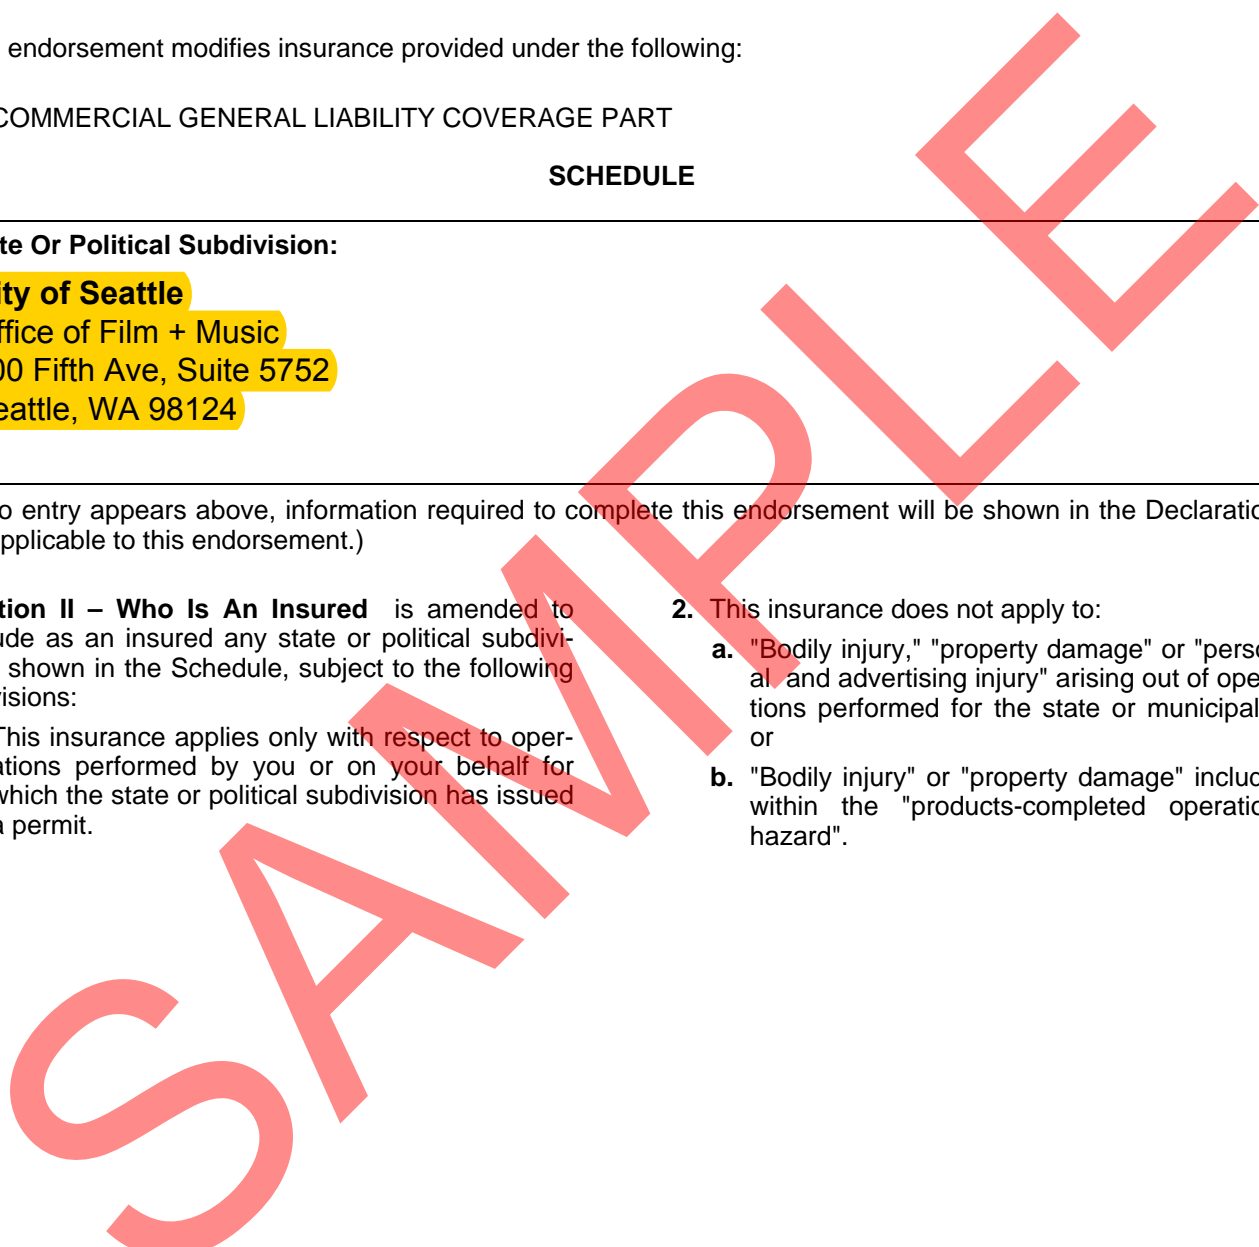 endorsement modifies insurance provided under the following:
COMMERCIAL GENERAL LIABILITY COVERAGE PART
SCHEDULE
te Or Political Subdivision:
ity of Seattle
ffice of Film + Music
00 Fifth Ave, Suite 5752
eattle, WA 98124
o entry appears above, information required to complete this endorsement will be shown in the Declaratio
pplicable to this endorsement.)
tion II – Who Is An Insured is amended to
ude as an insured any state or political subdivi-
shown in the Schedule, subject to the following
visions:
This insurance applies only with respect to oper-
ations performed by you or on your behalf for
which the state or political subdivision has issued
a permit.
2. This insurance does not apply to:
a. "Bodily injury," "property damage" or "perso
al and advertising injury" arising out of ope
tions performed for the state or municipal
or
b. "Bodily injury" or "property damage" includ
within the "products-completed operatio
hazard".
SAMPLE